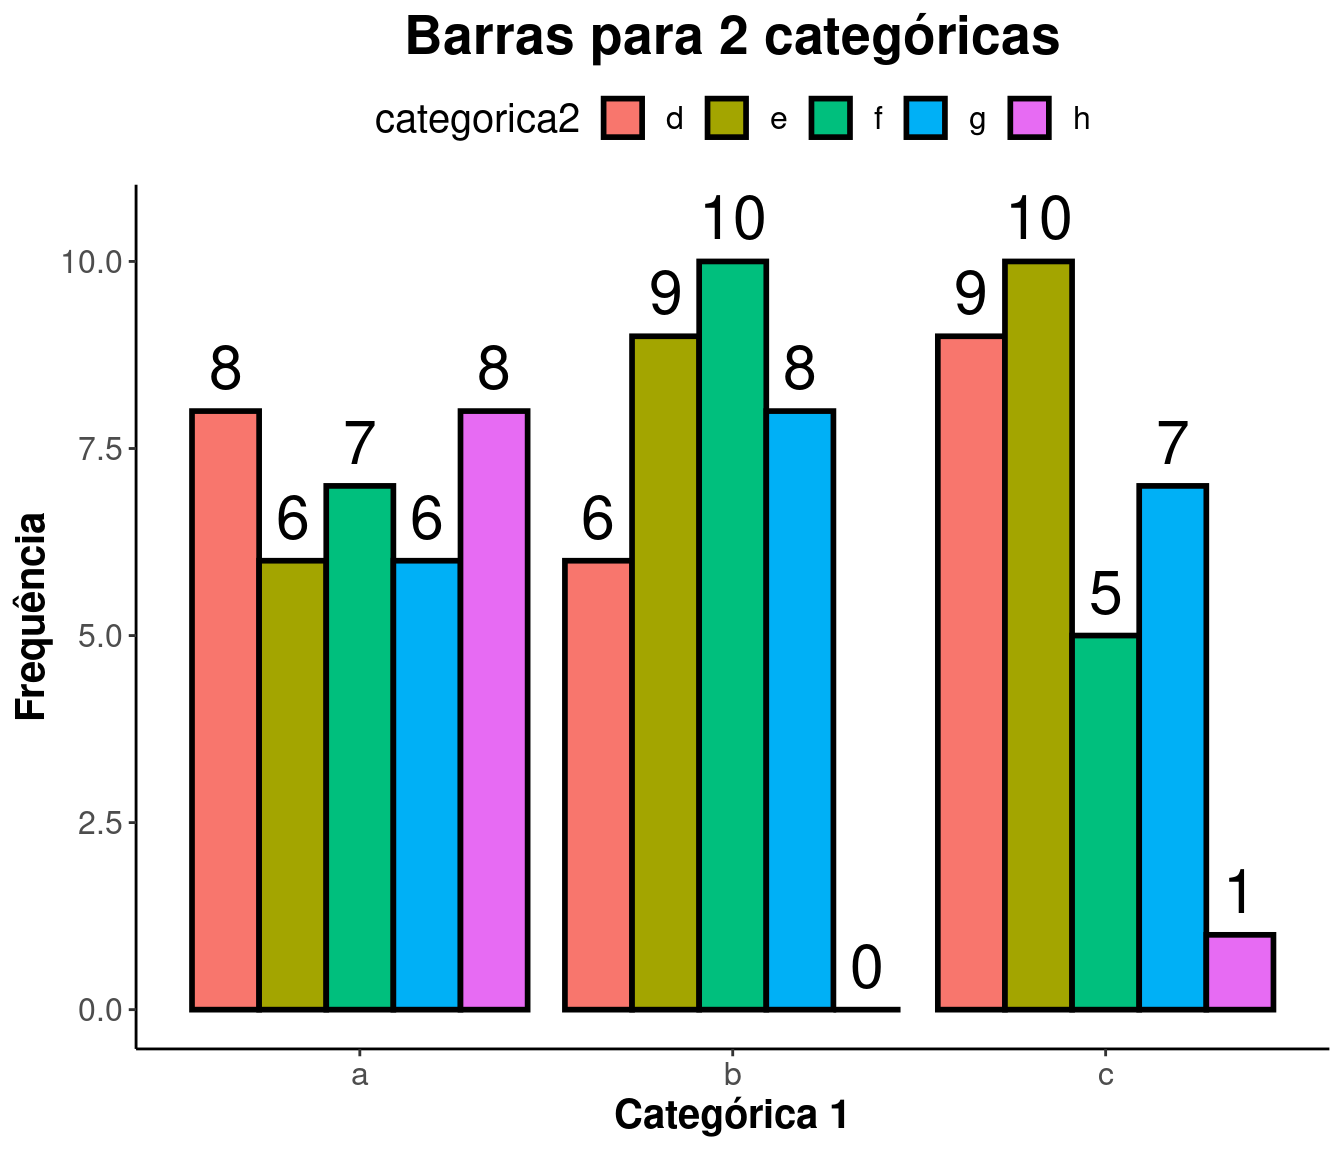 Barras para 2 categóricas
categorica2 d e f g h
10 10
10.0
9 9
8 8 8
7.5
7 7
6 6 6
5
5.0
2.5
1
0
0.0
a b c
Frequência
Categórica 1